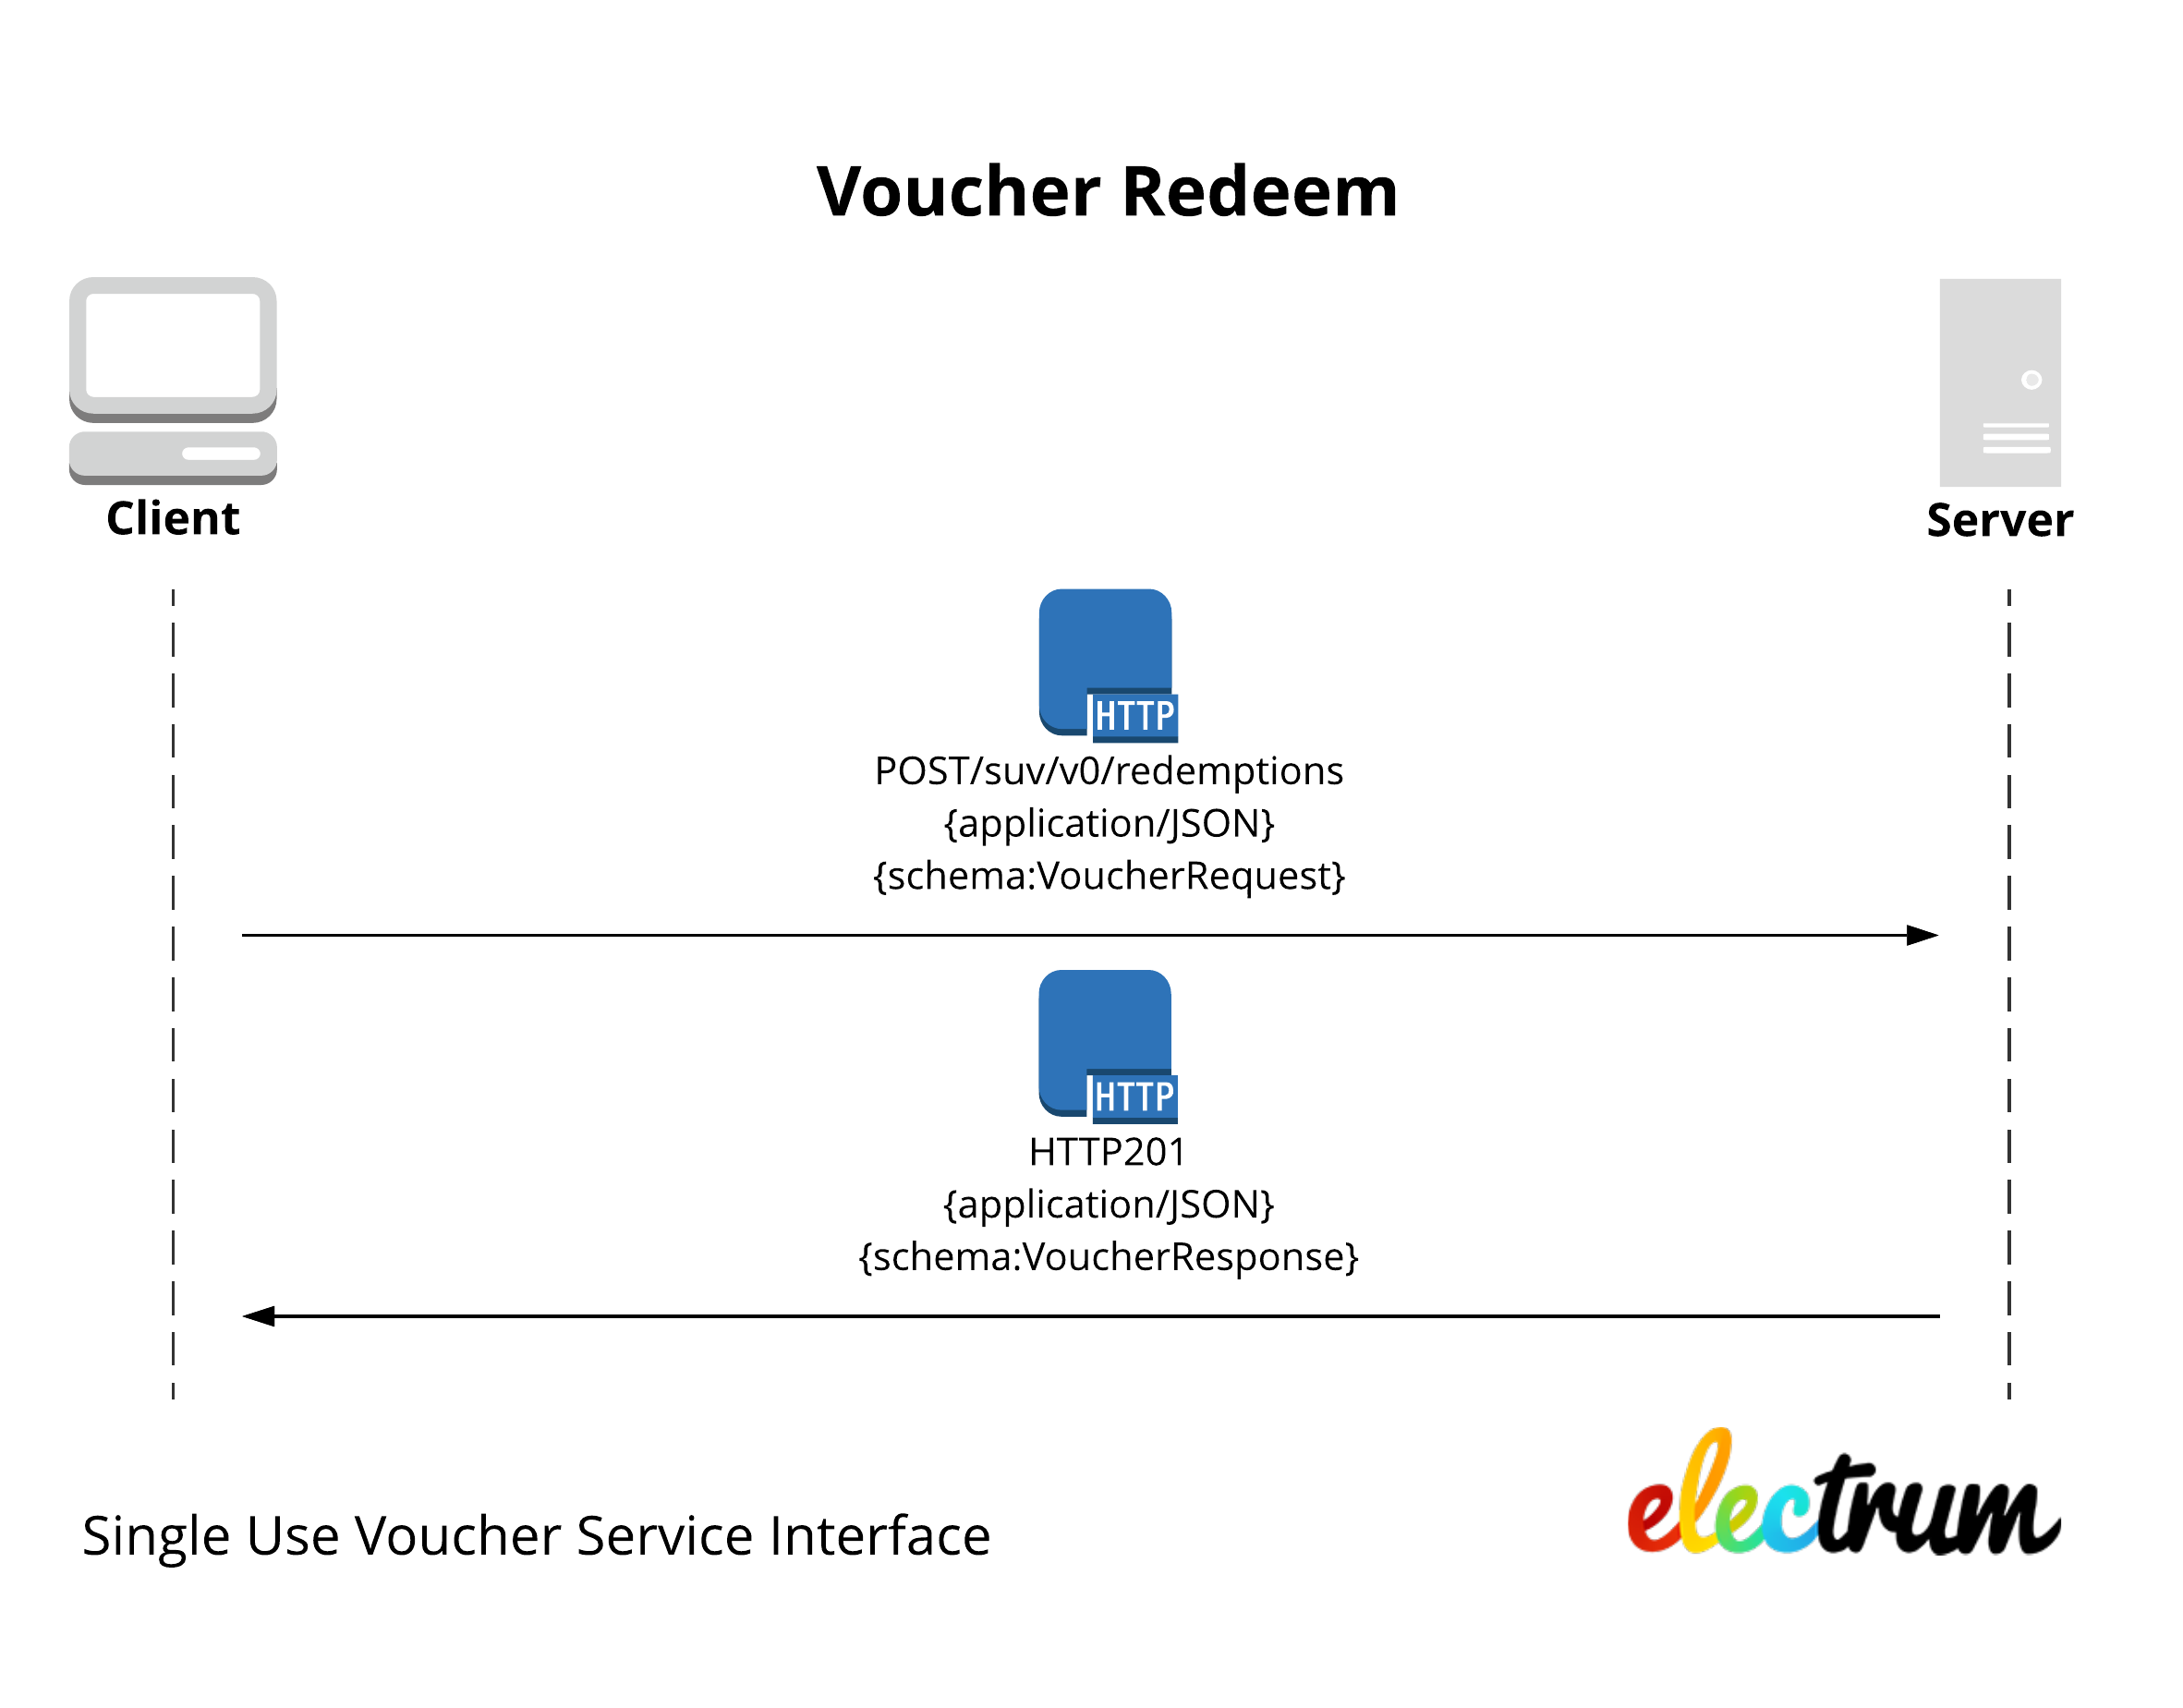 Voucher Redeem
Client
Server
HTTP
POST/suv/v0/redemptions
{application/JSON}
{schema:VoucherRequest}
HTTP
HTTP201
{application/JSON}
{schema:VoucherResponse}
Single Use Voucher Service Interface
electrum